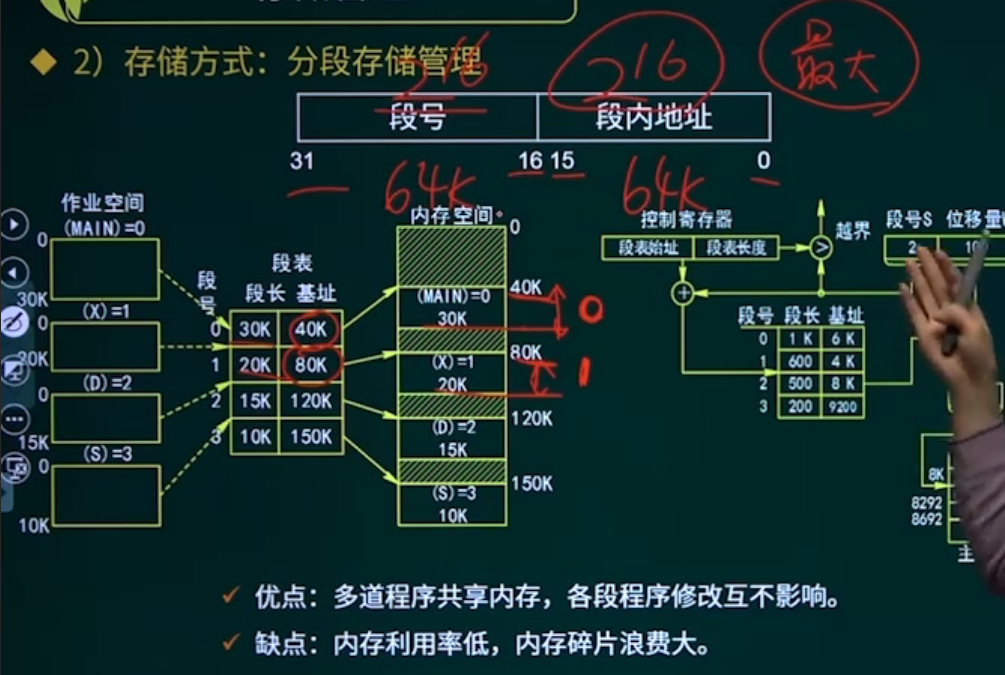 2）存储方式：分段存储管理
2^16
2^16
最大
段号 段内地址
31 16 15 0
64K 64K
作业空间
(MAIN)=0
0
30K
(X)=1
0
20K
(D)=2
0
15K
(S)=3
0
10K
段表
段号 段长 基址
0 30K 40K
1 20K 80K
2 15K 120K
3 10K 150K
内存空间
0
(MAIN)=0 40K
30K
0
(X)=1 80K
20K
1
(D)=2 120K
15K
(S)=3 150K
10K
控制寄存器
段表始址 段表长度
>
越界
段号S 位移量
2 10
+
段号 段长 基址
0 1K 6K
1 600 4K
2 500 8K
3 200 9200
8K
8292
8692
主
优点：多道程序共享内存，各段程序修改互不影响。
缺点：内存利用率低，内存碎片浪费大。